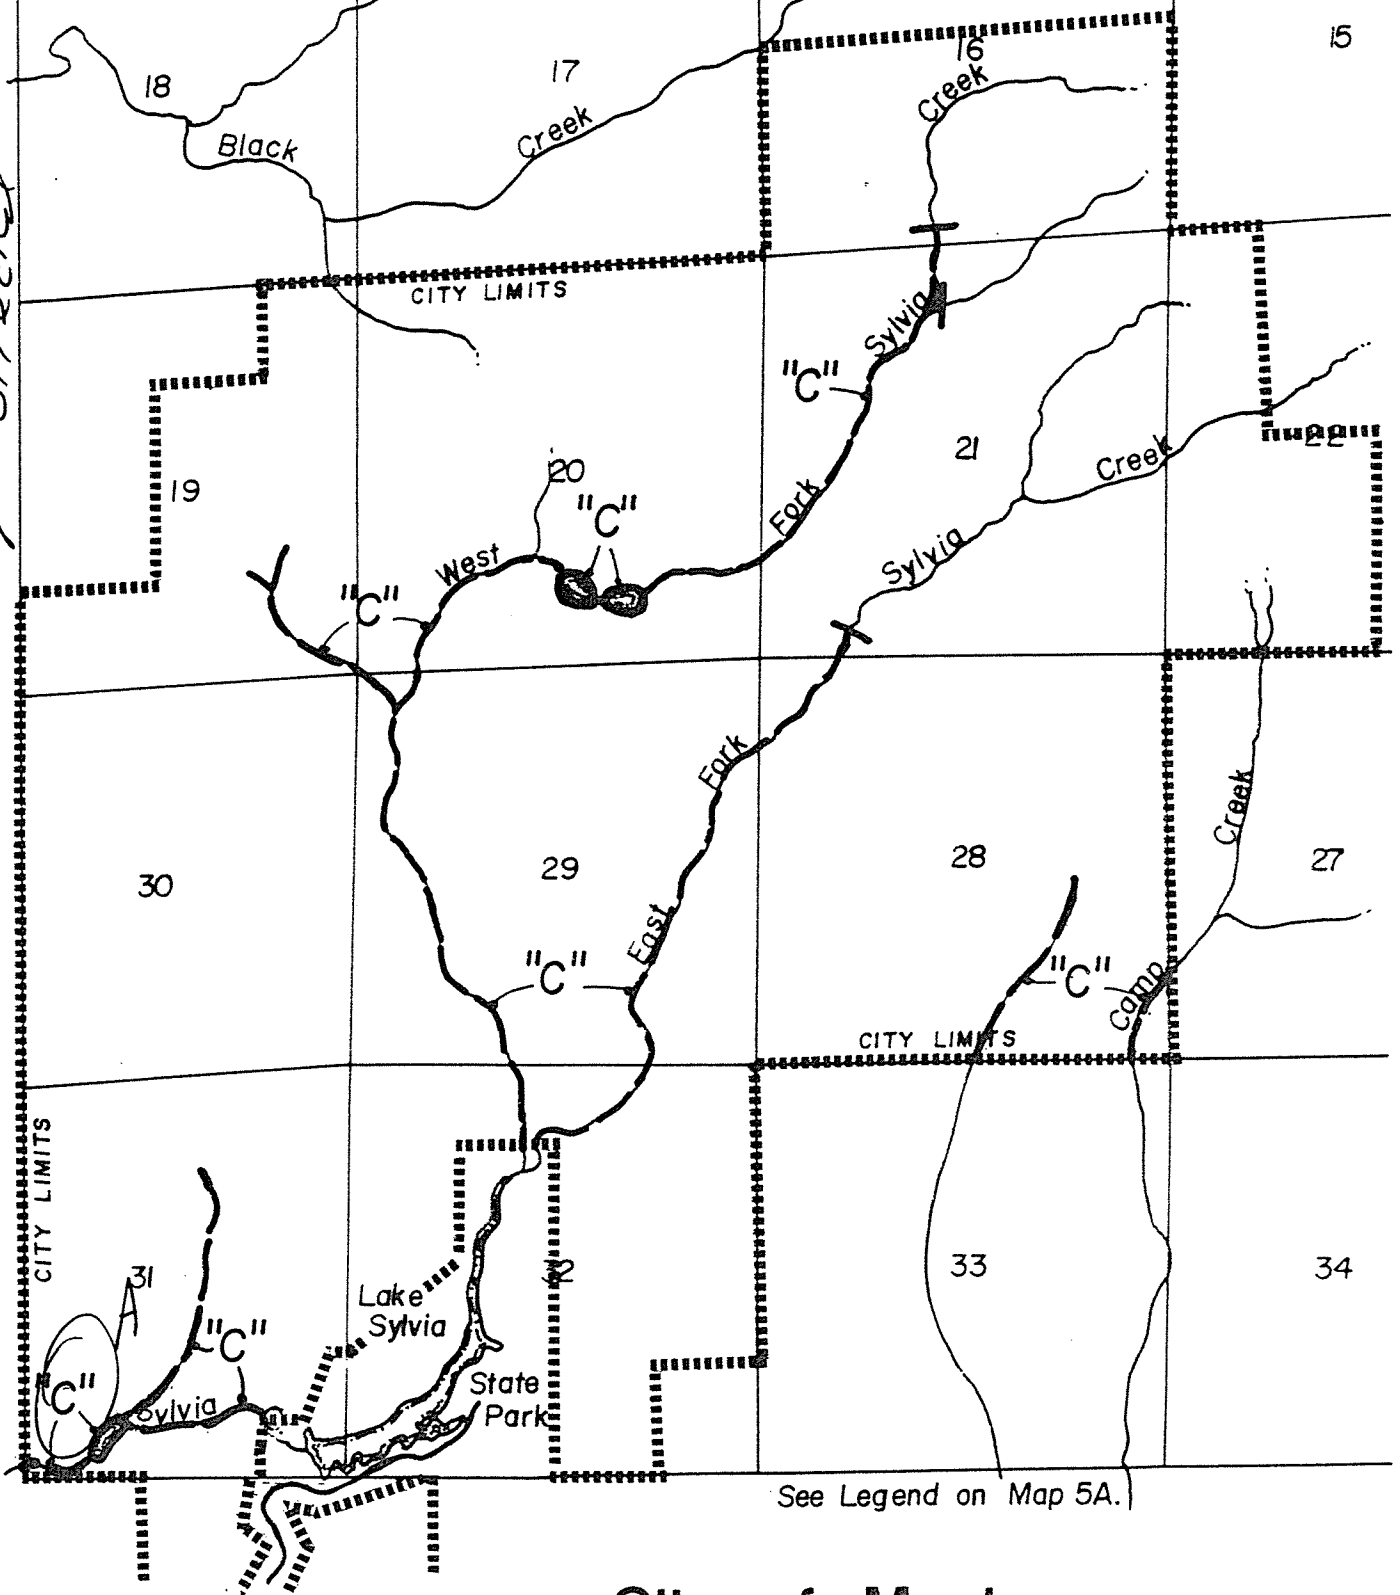 15
16
17
18
Creek
Creek
Black
CITY LIMITS
Sylvia
"C"
21
22
Creek
19
20
"C"
Fork
West
Sylvia
"C"
Fork
Creek
30
29
28
27
East
"C"
"C"
Camp
CITY LIMITS
CITY LIMITS
31
A
33
34
Lake
Sylvia
"C"
State
Park
"C"
Sylvia
See Legend on Map 5A.